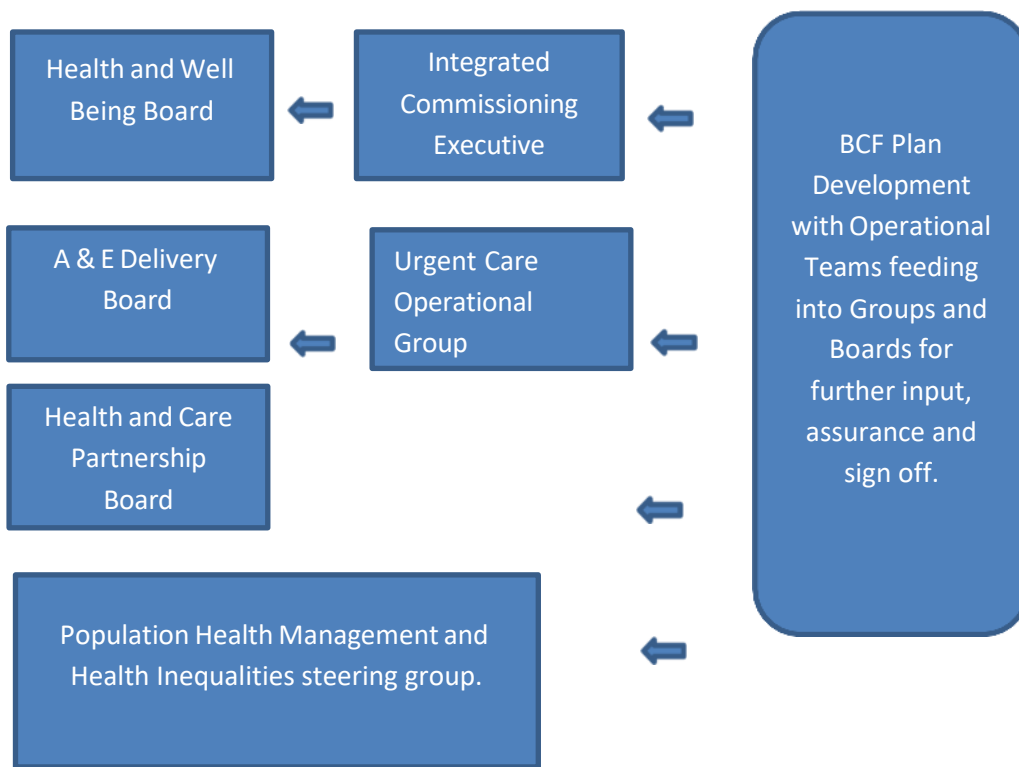 Health and Well
Being Board
Integrated
Commissioning
Executive
A & E Delivery
Board
Urgent Care
Operational
Group
Health and Care
Partnership
Board
Population Health Management and
Health Inequalities steering group.
BCF Plan
Development
with Operational
Teams feeding
into Groups and
Boards for
further input,
assurance and
sign off.